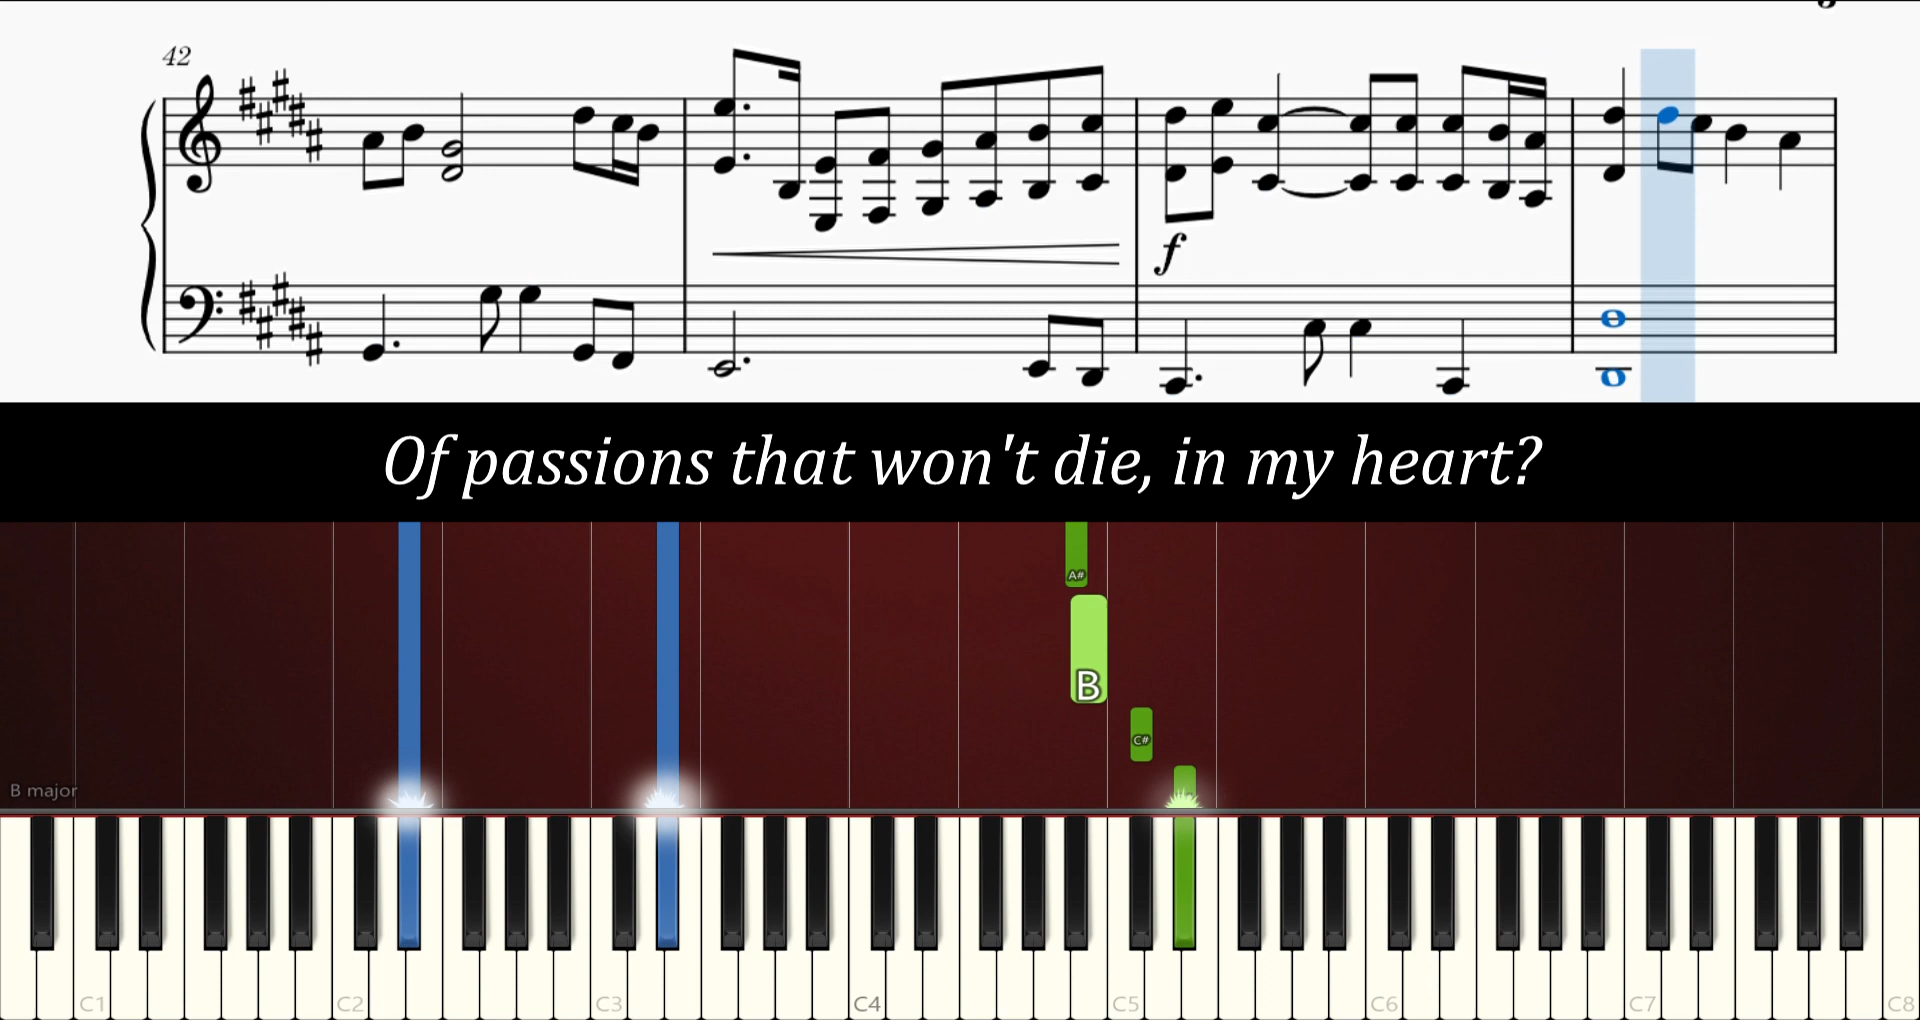 42
f
Of passions that won't die, in my heart?
A#
B
C#
B major
C1 C2 C3 C4 C5 C6 C7 C8